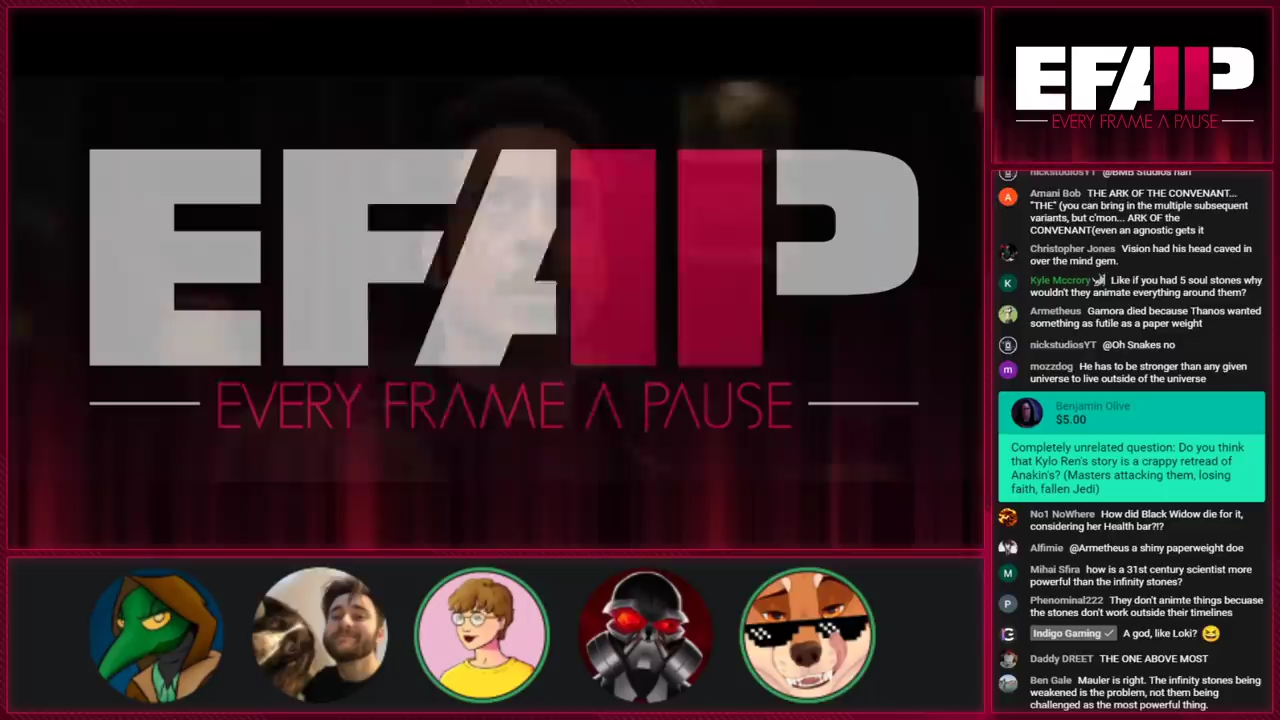 EFAP
EVERY FRAME A PAUSE
EFAP
EVERY FRAME A PAUSE
nickstudiosYT @BMB Studios nah
Amani Bob THE ARK OF THE CONVENANT...
"THE" (you can bring in the multiple subsequent
variants, but c'mon... ARK OF the
CONVENANT(even an agnostic gets it
Christopher Jones Vision had his head caved in
over the mind gem.
Kyle Mccrory Like if you had 5 soul stones why
wouldn't they animate everything around them?
Armetheus Gamora died because Thanos wanted
something as futile as a paper weight
nickstudiosYT @Oh Snakes no
mozzdog He has to be stronger than any given
universe to live outside of the universe
Benjamin Olive
$5.00
Completely unrelated question: Do you think
that Kylo Ren's story is a crappy retread of
Anakin's? (Masters attacking them, losing
faith, fallen Jedi)
No1 NoWhere How did Black Widow die for it,
considering her Health bar?!?
Alfimie @Armetheus a shiny paperweight doe
Mihai Sfira how is a 31st century scientist more
powerful than the infinity stones?
Phenominal222 They don't animte things becuase
the stones don't work outside their timelines
Indigo Gaming ✓ A god, like Loki? 😆
Daddy DREET THE ONE ABOVE MOST
Ben Gale Mauler is right. The infinity stones being
weakened is the problem, not them being
challenged as the most powerful thing.